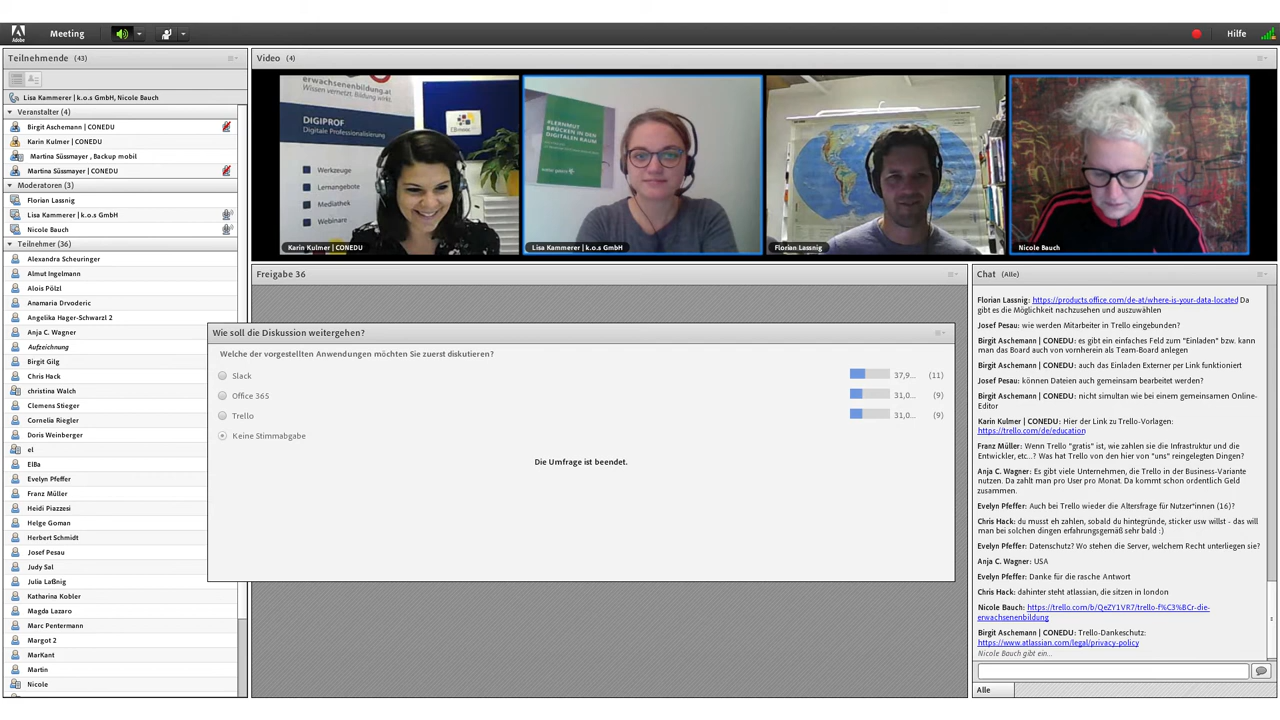 Adobe
Meeting
Hilfe
Teilnehmende (43)
Lisa Kammerer | k.o.s GmbH, Nicole Bauch
Veranstalter (4)
Birgit Aschemann | CONEDU
Karin Kulmer | CONEDU
Martina Süssmayer , Backup mobil
Martina Süssmayer | CONEDU
Moderatoren (3)
Florian Lassnig
Lisa Kammerer | k.o.s GmbH
Nicole Bauch
Teilnehmer (36)
Alexandra Scheuringer
Almut Ingelmann
Alois Pölzl
Anamaria Drvoderic
Angelika Hager-Schwarzl 2
Anja C. Wagner
Aufzeichnung
Birgit Gilg
Chris Hack
christina Walch
Clemens Stieger
Cornelia Riegler
Doris Weinberger
el
ElBa
Evelyn Pfeffer
Franz Müller
Heidi Piazzesi
Helge Goman
Herbert Schmidt
Josef Pesau
Judy Sal
Julia Laßnig
Katharina Kobler
Magda Lazaro
Marc Pentermann
Margot 2
MarKant
Martin
Nicole
Video (4)
erwachsenenbildung.at
Wissen vernetzt. Bildung wirkt.
DIGIPROF
Digitale Professionalisierung
Werkzeuge
Lernangebote
Mediathek
Webinare
Karin Kulmer | CONEDU
#LERNMUT
BRÜCKEN IN DEN
DIGITALEN RAUM
Lisa Kammerer | k.o.s GmbH
Florian Lassnig
Nicole Bauch
Freigabe 36
Wie soll die Diskussion weitergehen?
Welche der vorgestellten Anwendungen möchten Sie zuerst diskutieren?
Slack 37,9... (11)
Office 365 31,0... (9)
Trello 31,0... (9)
Keine Stimmabgabe
Die Umfrage ist beendet.
Chat (Alle)
Florian Lassnig: https://products.office.com/de-at/where-is-your-data-located Da
gibt es die Möglichkeit nachzusehen und auszuwählen
Josef Pesau: wie werden Mitarbeiter in Trello eingebunden?
Birgit Aschemann | CONEDU: es gibt ein einfaches Feld zum "Einladen" bzw. kann
man das Board auch von vornherein als Team-Board anlegen
Birgit Aschemann | CONEDU: auch das Einladen Externer per Link funktioniert
Josef Pesau: können Dateien auch gemeinsam bearbeitet werden?
Birgit Aschemann | CONEDU: nicht simultan wie bei einem gemeinsamen Online-
Editor
Karin Kulmer | CONEDU: Hier der Link zu Trello-Vorlagen:
https://trello.com/de/education
Franz Müller: Wenn Trello "gratis" ist, wie zahlen sie die Infrastruktur und die
Entwickler, etc...? Was hat Trello von den hier von "uns" reingelegten Dingen?
Anja C. Wagner: Es gibt viele Unternehmen, die Trello in der Business-Variante
nutzen. Da zahlt man pro User pro Monat. Da kommt schon ordentlich Geld
zusammen.
Evelyn Pfeffer: Auch bei Trello wieder die Altersfrage für Nutzer*innen (16)?
Chris Hack: du musst eh zahlen, sobald du hintegründe, sticker usw willst - das will
man bei solchen dingen erfahrungsgemäß sehr bald :)
Evelyn Pfeffer: Datenschutz? Wo stehen die Server, welchem Recht unterliegen sie?
Anja C. Wagner: USA
Evelyn Pfeffer: Danke für die rasche Antwort
Chris Hack: dahinter steht atlassian, die sitzen in london
Nicole Bauch: https://trello.com/b/QeZY1VR7/trello-f%C3%BCr-die-
erwachsenenbildung
Birgit Aschemann | CONEDU: Trello-Dankeschutz:
https://www.atlassian.com/legal/privacy-policy
Nicole Bauch gibt ein...
Alle